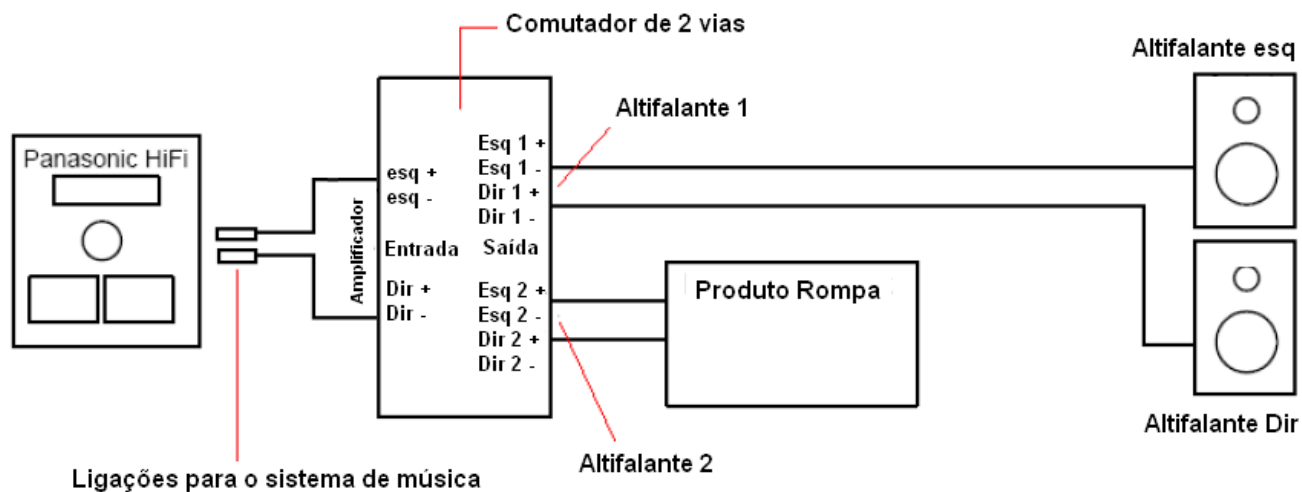 Comutador de 2 vias
Altifalante esq
Altifalante 1
Panasonic HiFi
Esq 1 +
Esq 1 -
Dir 1 +
Dir 1 -
esq +
esq -
Amplificador
Entrada
Saída
Dir +
Dir -
Esq 2 +
Esq 2 -
Dir 2 +
Dir 2 -
Produto Rompa
Altifalante Dir
Altifalante 2
Ligações para o sistema de música